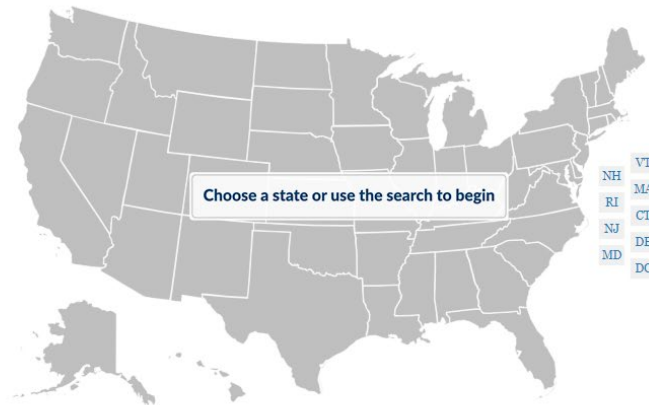 Choose a state or use the search to begin
VT
NH
MA
RI
CT
NJ
DE
MD
DC